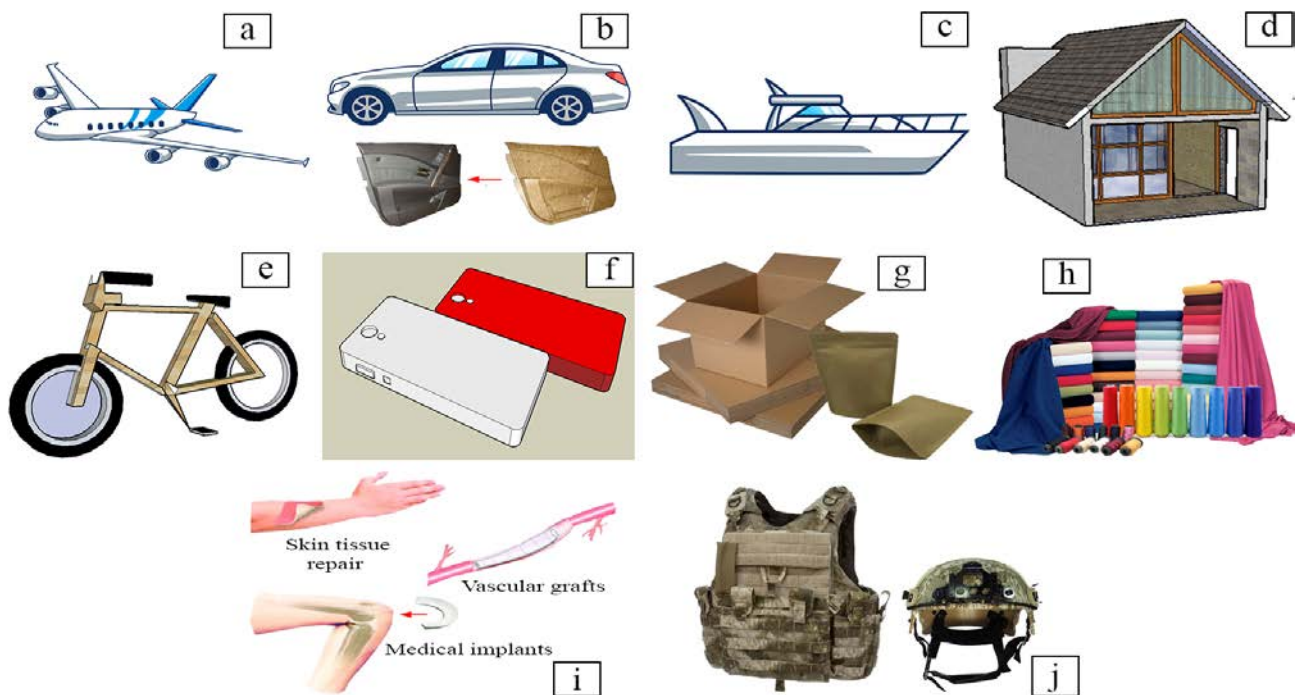 a
b
c
d
e
f
g
h
Skin tissue
repair
Vascular grafts
Medical implants
i
j